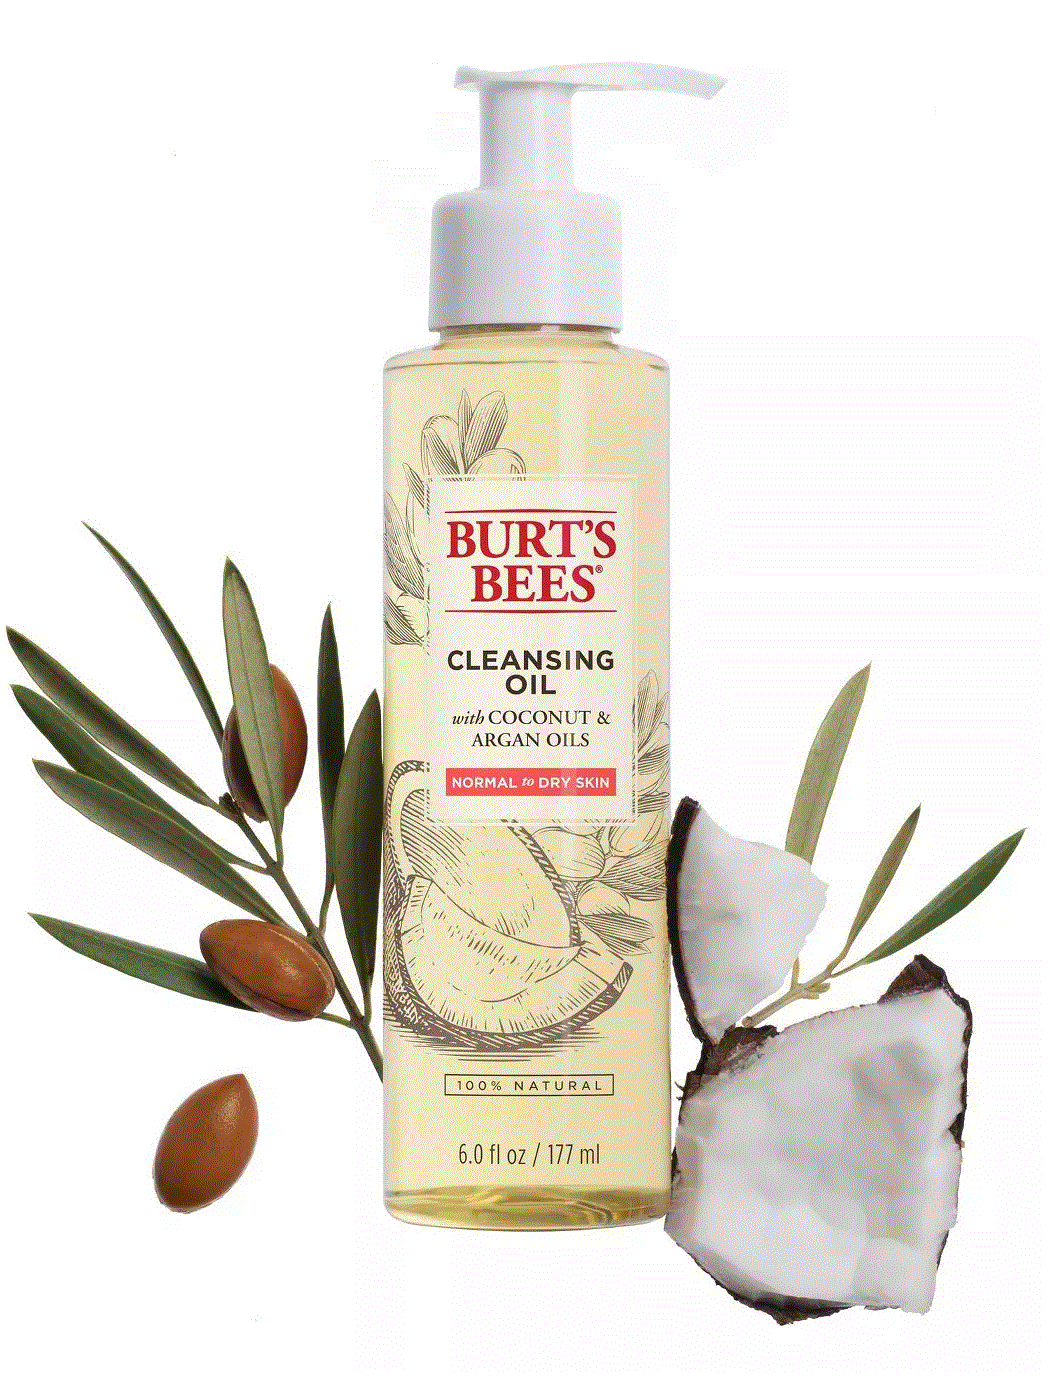 BURT'S
BEES®
CLEANSING
OIL
with COCONUT &
ARGAN OILS
NORMAL to DRY SKIN
100% NATURAL
6.0 fl oz / 177 ml